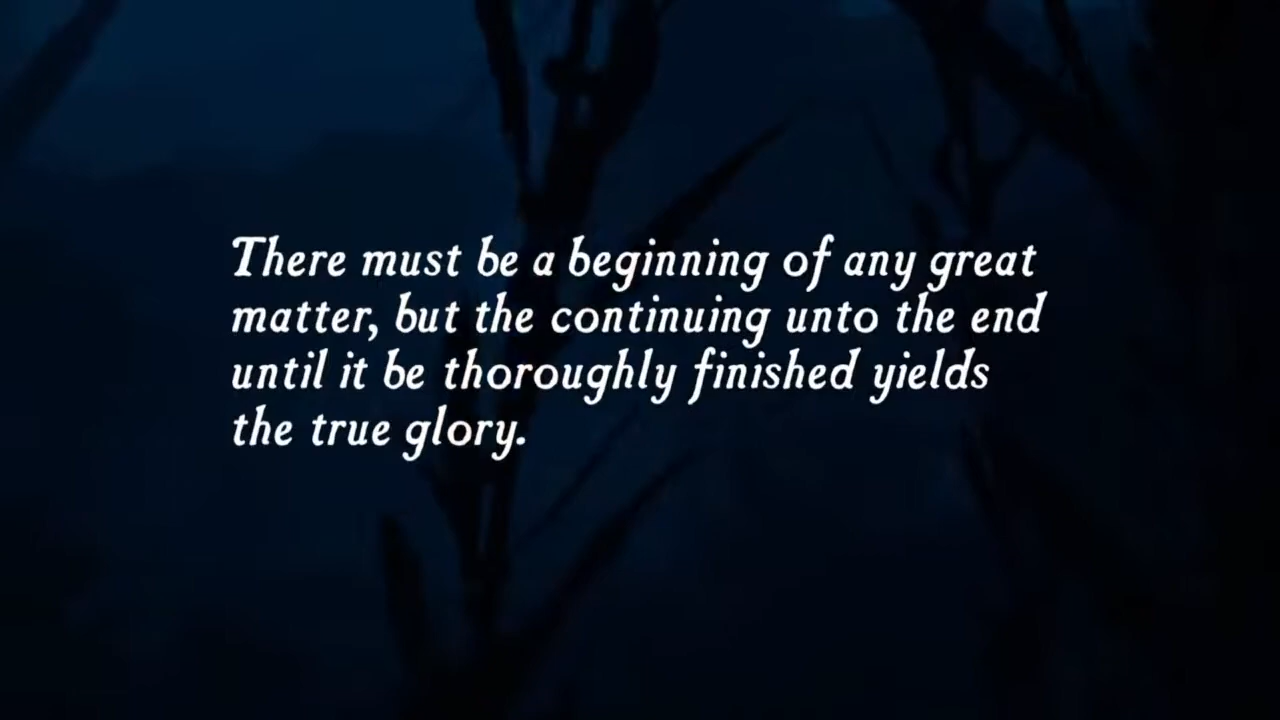 There must be a beginning of any great
matter, but the continuing unto the end
until it be thoroughly finished yields
the true glory.